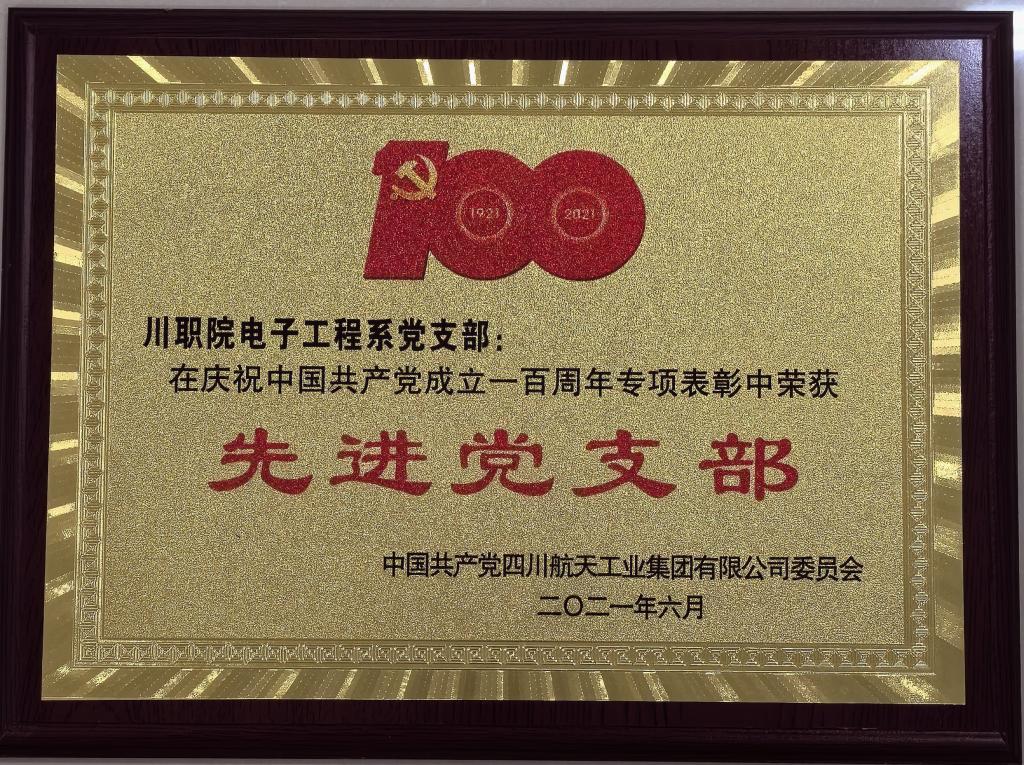 100
1921 2021
川职院电子工程系党支部：
在庆祝中国共产党成立一百周年专项表彰中荣获
先进党支部
中国共产党四川航天工业集团有限公司委员会
二〇二一年六月